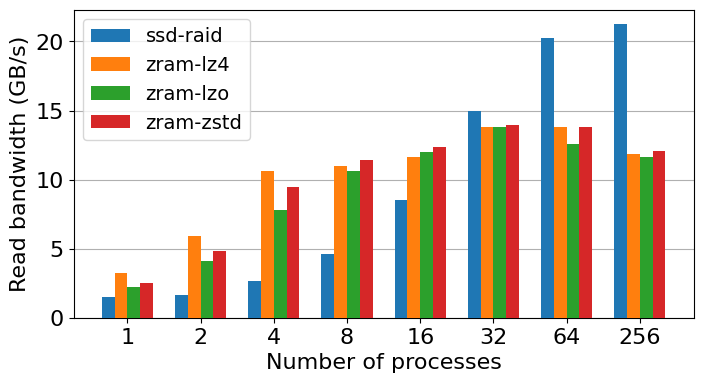 ssd-raid
zram-lz4
zram-lzo
zram-zstd
Read bandwidth (GB/s)
20
15
10
5
0
1 2 4 8 16 32 64 256
Number of processes